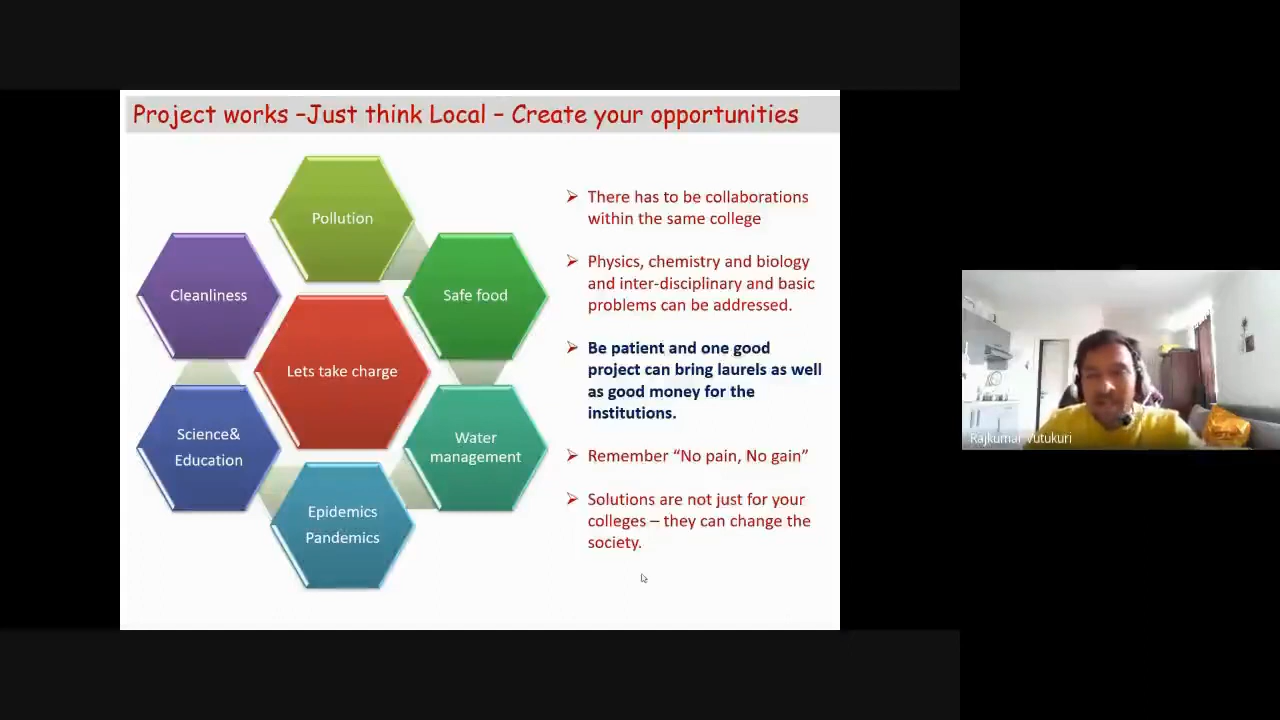 Project works –Just think Local – Create your opportunities
Pollution
Cleanliness
Safe food
Lets take charge
Science&
Education
Water
management
Epidemics
Pandemics
There has to be collaborations
within the same college
Physics, chemistry and biology
and inter-disciplinary and basic
problems can be addressed.
Be patient and one good
project can bring laurels as well
as good money for the
institutions.
Remember “No pain, No gain”
Solutions are not just for your
colleges – they can change the
society.
Rajkumar Vutukuri